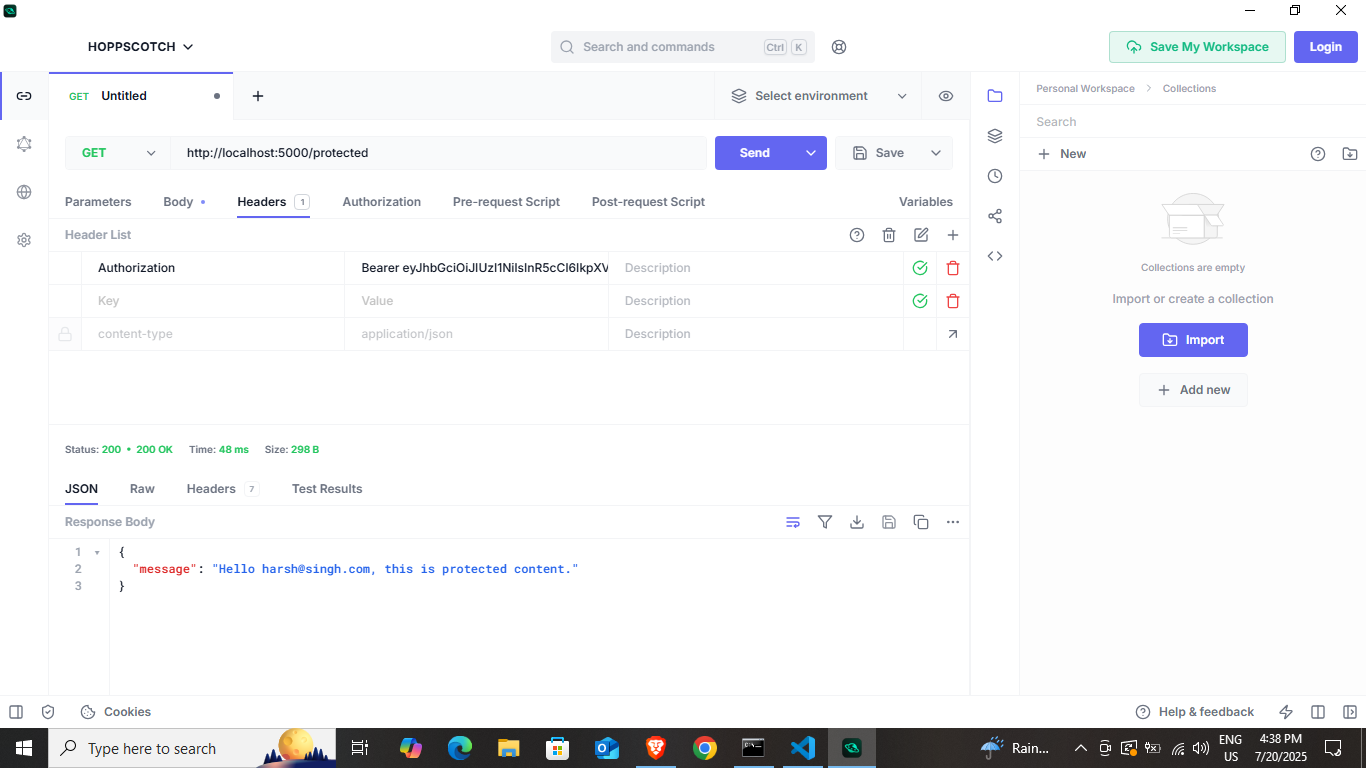 HOPPSCOTCH
Search and commands
Ctrl K
Save My Workspace
Login
GET Untitled
Select environment
GET
http://localhost:5000/protected
Send
Save
Parameters Body Headers 1 Authorization Pre-request Script Post-request Script Variables
Header List
Authorization Bearer eyJhbGciOiJIUzI1NiIsInR5cCI6IkpXV Description
Key Value Description
content-type application/json Description
Status: 200 • 200 OK Time: 48 ms Size: 298 B
JSON Raw Headers 7 Test Results
Response Body
1 {
2 "message": "Hello harsh@singh.com, this is protected content."
3 }
Personal Workspace > Collections
Search
New
Collections are empty
Import or create a collection
Import
Add new
Cookies
Help & feedback
Type here to search
Rain...
ENG
US
4:38 PM
7/20/2025